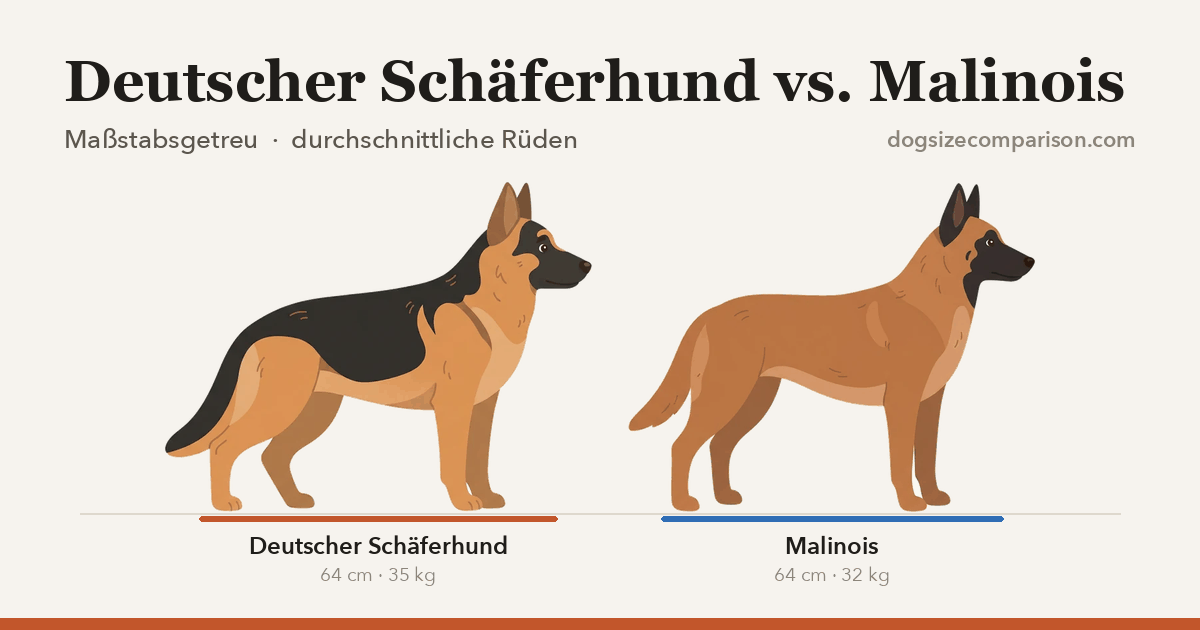 Deutscher Schäferhund vs. Malinois
Maßstabsgetreu · durchschnittliche Rüden
dogsizecomparison.com
Deutscher Schäferhund
64 cm · 35 kg
Malinois
64 cm · 32 kg